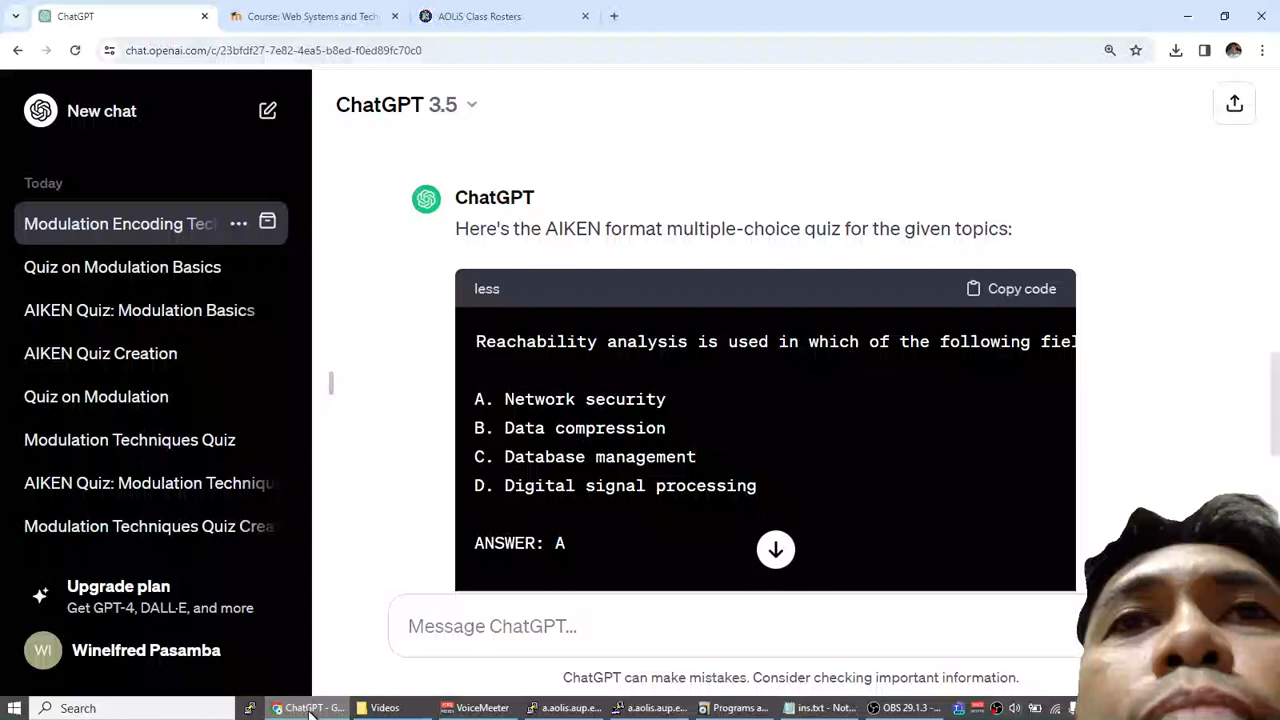 ChatGPT
Course: Web Systems and Tech
AOLiS Class Rosters
chat.openai.com/c/23bfdf27-7e82-4ea5-b8ed-f0ed89fc70c0
New chat
ChatGPT 3.5
Today
Modulation Encoding Tec
Quiz on Modulation Basics
AIKEN Quiz: Modulation Basics
AIKEN Quiz Creation
Quiz on Modulation
Modulation Techniques Quiz
AIKEN Quiz: Modulation Techniqu
Modulation Techniques Quiz Crea
Upgrade plan
Get GPT-4, DALL·E, and more
WI
Winelfred Pasamba
ChatGPT
Here's the AIKEN format multiple-choice quiz for the given topics:
less
Copy code
Reachability analysis is used in which of the following fiel
A. Network security
B. Data compression
C. Database management
D. Digital signal processing
ANSWER: A
Message ChatGPT...
ChatGPT can make mistakes. Consider checking important information.
Search
ChatGPT - G...
Videos
VoiceMeeter
a.aolis.aup.e...
a.aolis.aup.e...
Programs a...
ins.txt - Not...
OBS 29.1.3 -...